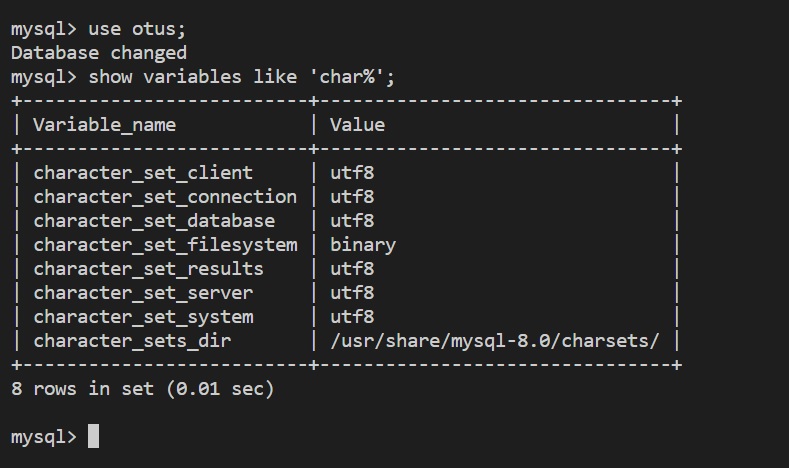 mysql> use otus;
Database changed
mysql> show variables like 'char%';
+--------------------------+--------------------------------+
| Variable_name            | Value                          |
+--------------------------+--------------------------------+
| character_set_client     | utf8                           |
| character_set_connection | utf8                           |
| character_set_database   | utf8                           |
| character_set_filesystem | binary                         |
| character_set_results    | utf8                           |
| character_set_server     | utf8                           |
| character_set_system     | utf8                           |
| character_sets_dir       | /usr/share/mysql-8.0/charsets/ |
+--------------------------+--------------------------------+
8 rows in set (0.01 sec)
mysql>